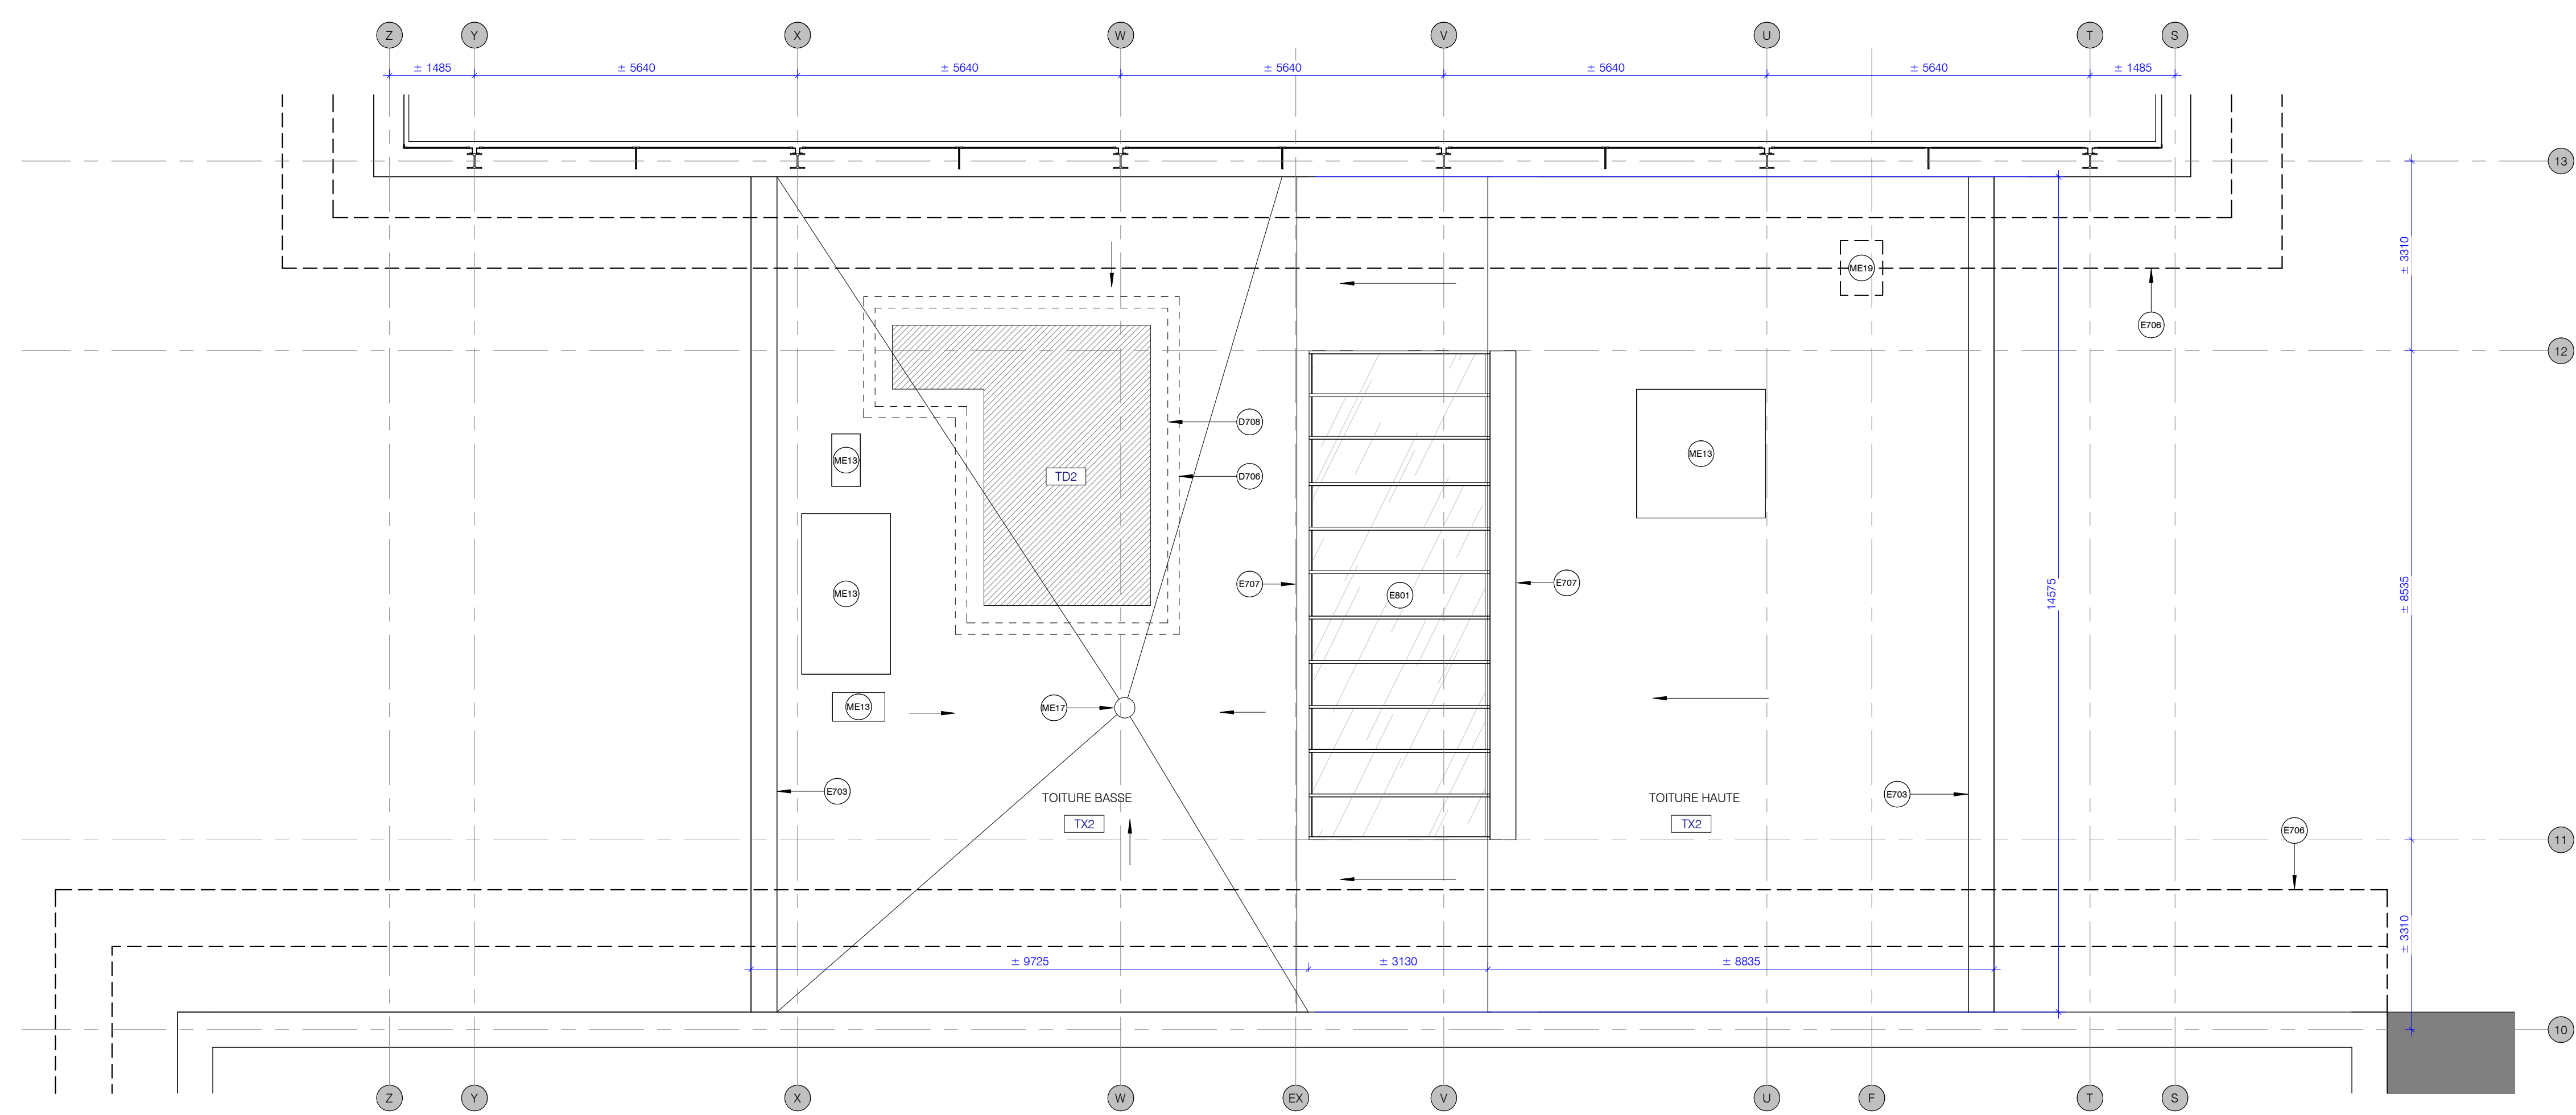 Z Y X W V U T S
± 1485 ± 5640 ± 5640 ± 5640 ± 5640 ± 5640 ± 1485
13
± 3310
ME19
E706
12
D708
ME13
ME13
TD2
D706
E707
E707
ME13
E801
14575
± 8535
ME17
ME13
E703
TOITURE BASSE
TOITURE HAUTE
E703
TX2
TX2
E706
11
± 3310
± 9725 ± 3130 ± 8835
10
Z Y X W EX V U F T S